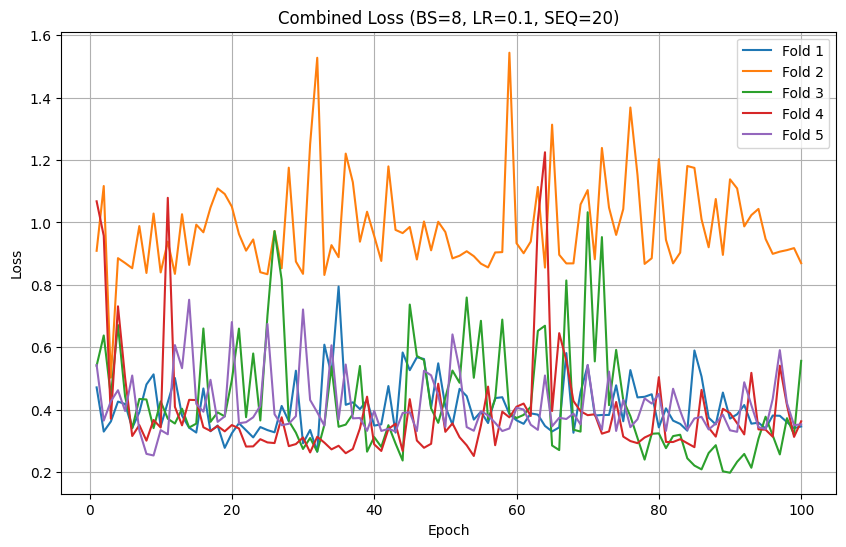 Combined Loss (BS=8, LR=0.1, SEQ=20)
1.6
1.4
1.2
1.0
0.8
0.6
0.4
0.2
Loss
Fold 1
Fold 2
Fold 3
Fold 4
Fold 5
0
20
40
60
80
100
Epoch